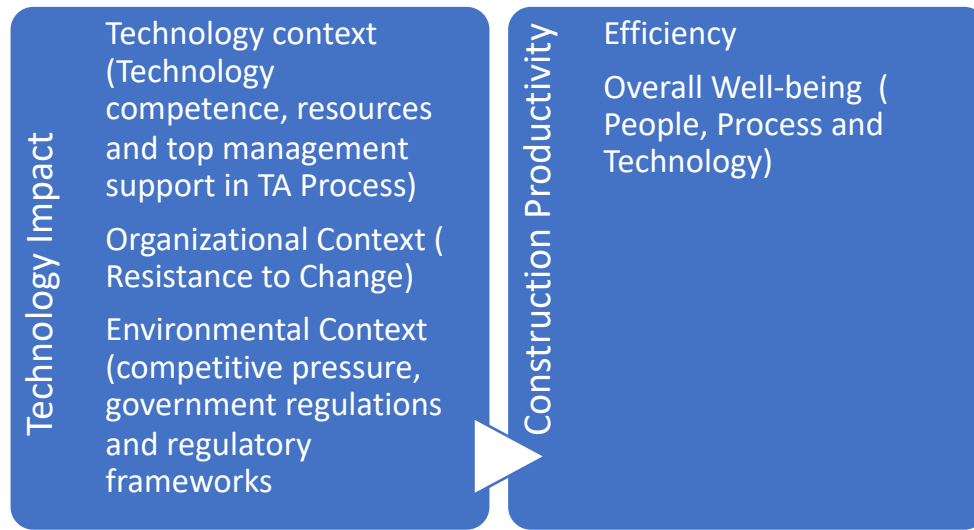 Technology Impact
Technology context
(Technology
competence, resources
and top management
support in TA Process)
Organizational Context (
Resistance to Change)
Environmental Context
(competitive pressure,
government regulations
and regulatory
frameworks
Construction Productivity
Efficiency
Overall Well-being  (
People, Process and
Technology)